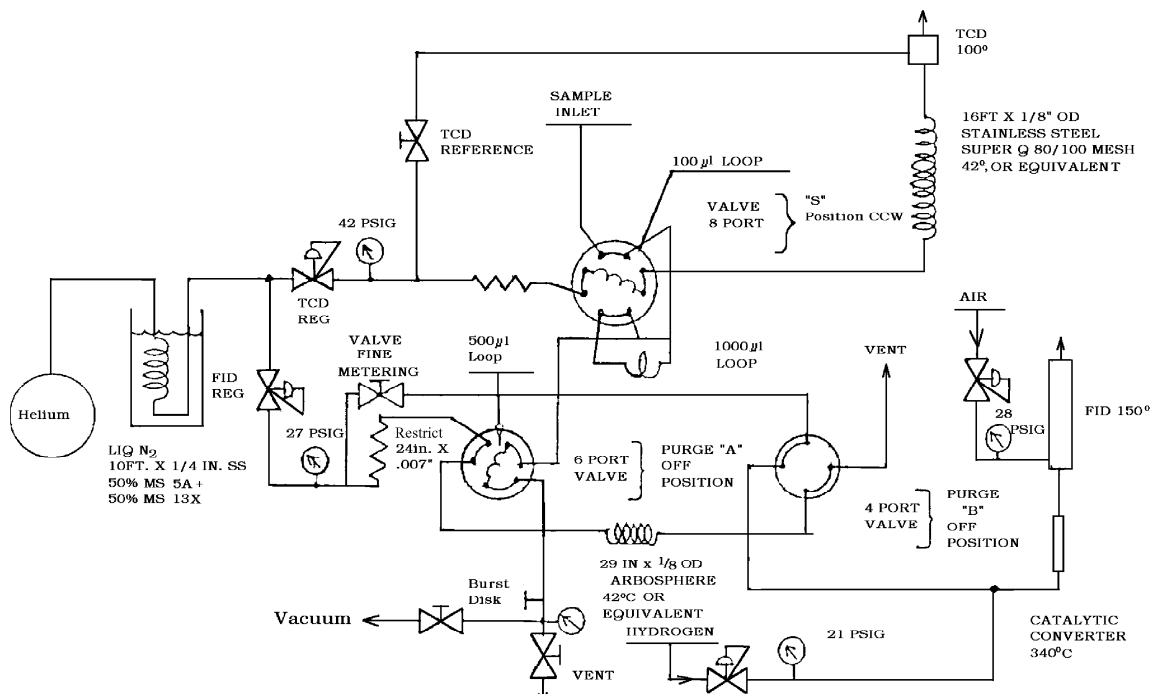 TCD
100°
SAMPLE
INLET
TCD
REFERENCE
16FT X 1/8" OD
STAINLESS STEEL
SUPER Q 80/100 MESH
42°, OR EQUIVALENT
100 µl LOOP
VALVE
8 PORT
"S"
Position CCW
42 PSIG
TCD
REG
AIR
VALVE
FINE
METERING
500µl
Loop
1000µl
LOOP
VENT
FID
REG
Helium
28
PSIG
FID 150°
27 PSIG
Restrict
24in. X
.007"
LIQ N2
10FT. X 1/4 IN. SS
50% MS 5A +
50% MS 13X
6 PORT
VALVE
PURGE "A"
OFF
POSITION
4 PORT
VALVE
PURGE
"B"
OFF
POSITION
29 IN x 1/8 OD
ARBOSPHERE
42°C OR
EQUIVALENT
Burst
Disk
Vacuum
HYDROGEN
21 PSIG
CATALYTIC
CONVERTER
340°C
VENT